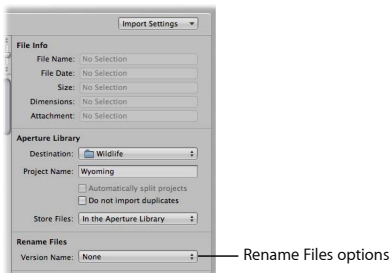 Import Settings
File Info
File Name: No Selection
File Date: No Selection
Size: No Selection
Dimensions: No Selection
Attachment: No Selection
Aperture Library
Destination: Wildlife
Project Name: Wyoming
Automatically split projects
Do not import duplicates
Store Files: In the Aperture Library
Rename Files
Version Name: None
Rename Files options